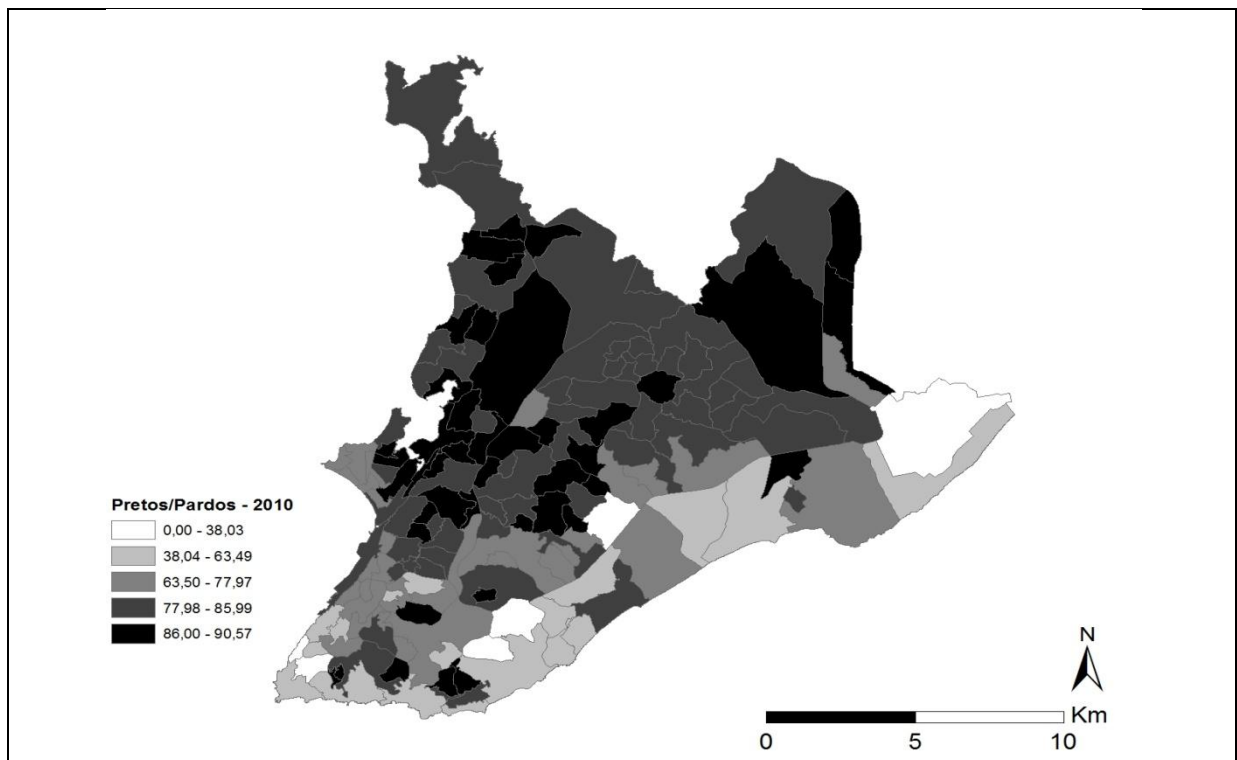 Pretos/Pardos - 2010
0,00 - 38,03
38,04 - 63,49
63,50 - 77,97
77,98 - 85,99
86,00 - 90,57
N
Km
0 5 10